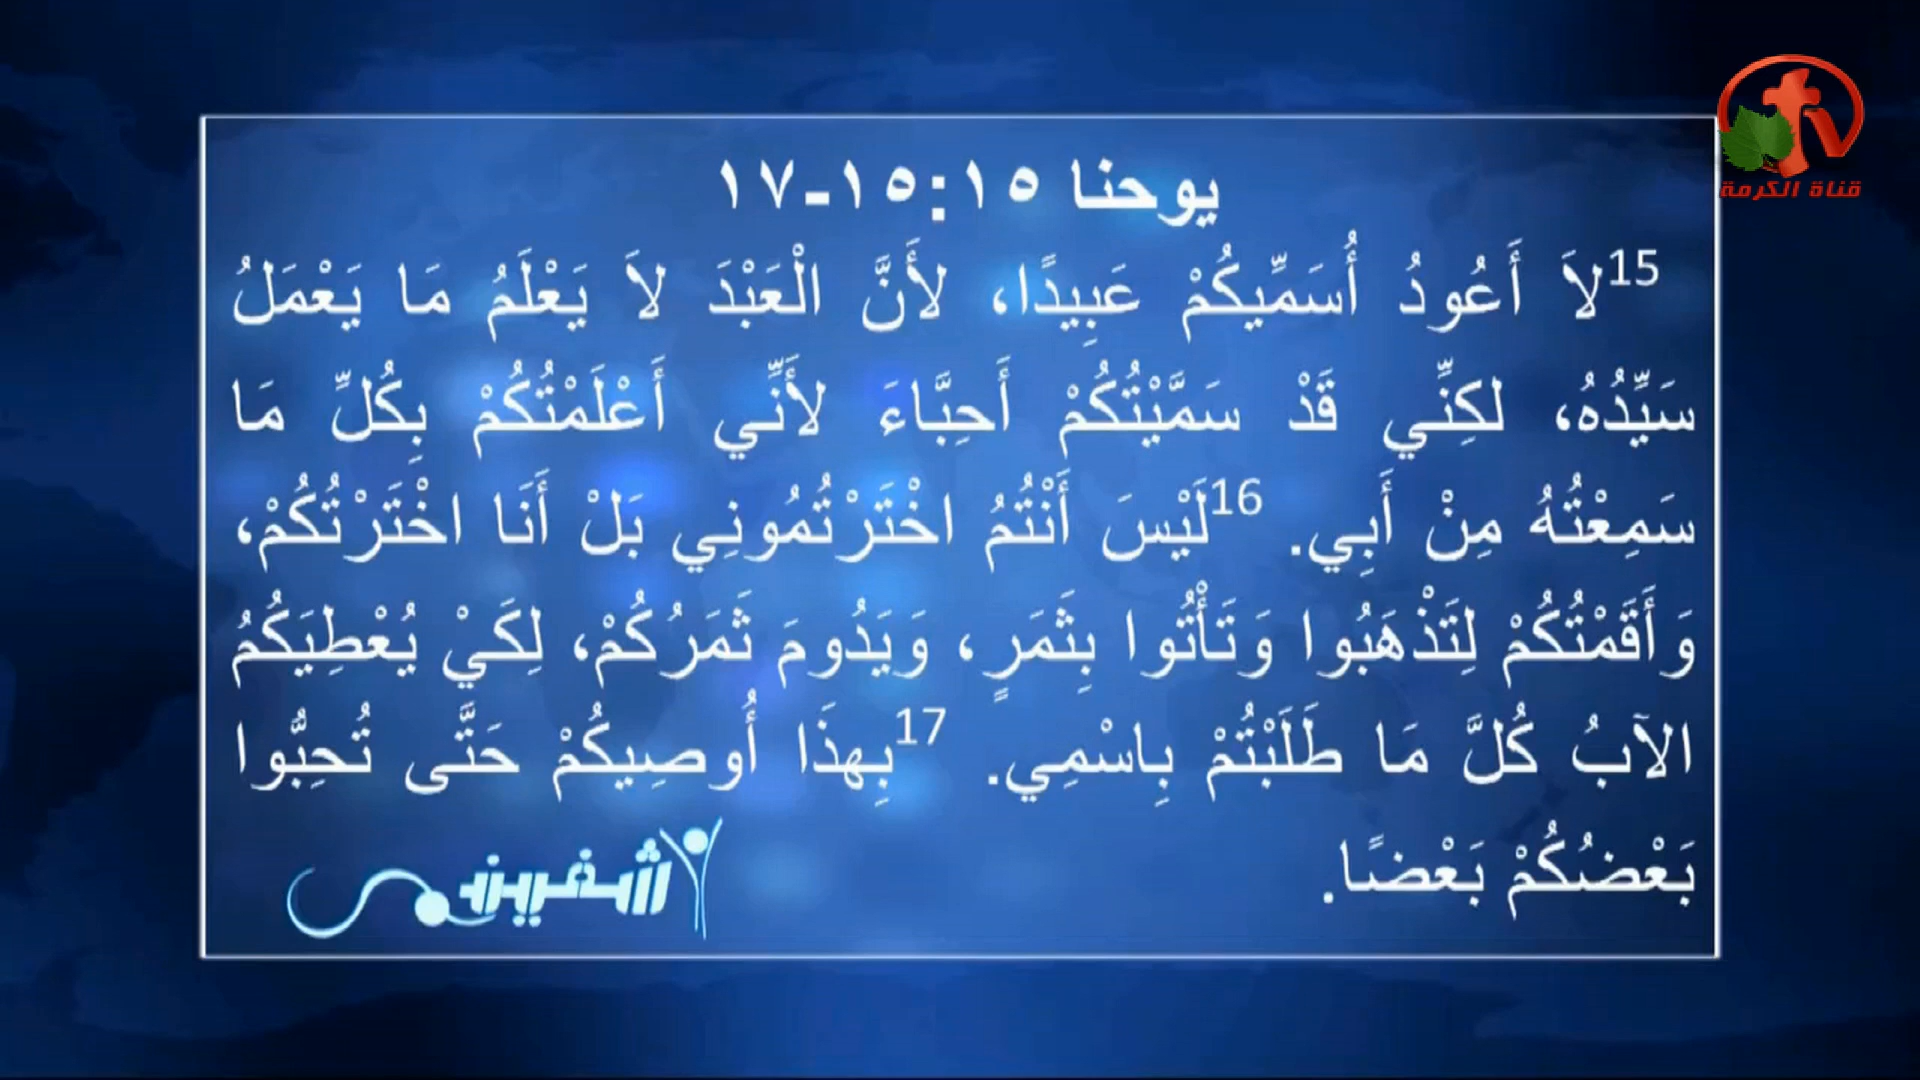 قناة الكرمة
يوحنا ١٥:١٥-١٧
15لاَ أَعُودُ أُسَمِّيكُمْ عَبِيدًا، لأَنَّ الْعَبْدَ لاَ يَعْلَمُ مَا يَعْمَلُ
سَيِّدُهُ، لكِنِّي قَدْ سَمَّيْتُكُمْ أَحِبَّاءَ لأَنِّي أَعْلَمْتُكُمْ بِكُلِّ مَا
سَمِعْتُهُ مِنْ أَبِي. 16لَيْسَ أَنْتُمُ اخْتَرْتُمُونِي بَلْ أَنَا اخْتَرْتُكُمْ،
وَأَقَمْتُكُمْ لِتَذْهَبُوا وَتَأْتُوا بِثَمَرٍ، وَيَدُومَ ثَمَرُكُمْ، لِكَيْ يُعْطِيَكُمُ
الآبُ كُلَّ مَا طَلَبْتُمْ بِاسْمِي. 17بِهذَا أُوصِيكُمْ حَتَّى تُحِبُّوا
بَعْضُكُمْ بَعْضًا.